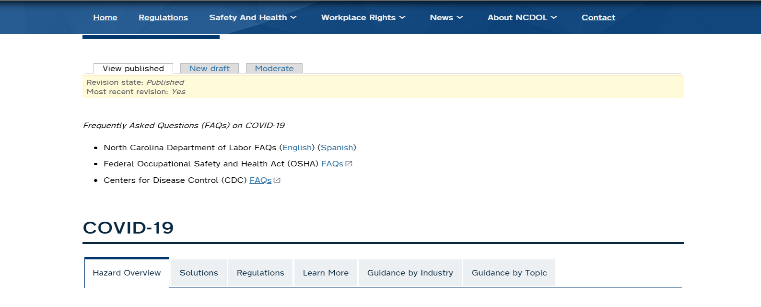 Home Regulations Safety And Health Workplace Rights News About NCDOL Contact
View published New draft Moderate
Revision state: Published
Most recent revision: Yes
Frequently Asked Questions (FAQs) on COVID-19
North Carolina Department of Labor FAQs (English) (Spanish)
Federal Occupational Safety and Health Act (OSHA) FAQs
Centers for Disease Control (CDC) FAQs
COVID-19
Hazard Overview Solutions Regulations Learn More Guidance by Industry Guidance by Topic